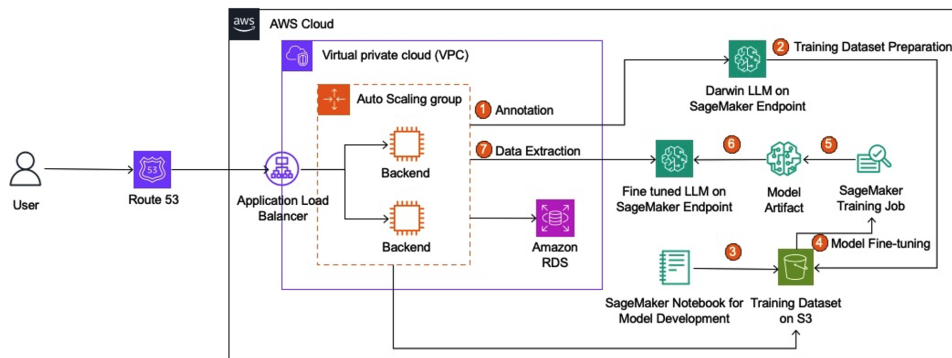 aws
AWS Cloud
Virtual private cloud (VPC)
Auto Scaling group
1 Annotation
2 Training Dataset Preparation
Darwin LLM on
SageMaker Endpoint
Backend
7 Data Extraction
6
5
User
53
Route 53
Application Load
Balancer
Fine tuned LLM on
SageMaker Endpoint
Model
Artifact
SageMaker
Training Job
Backend
Amazon
RDS
3
4 Model Fine-tuning
SageMaker Notebook for
Model Development
Training Dataset
on S3